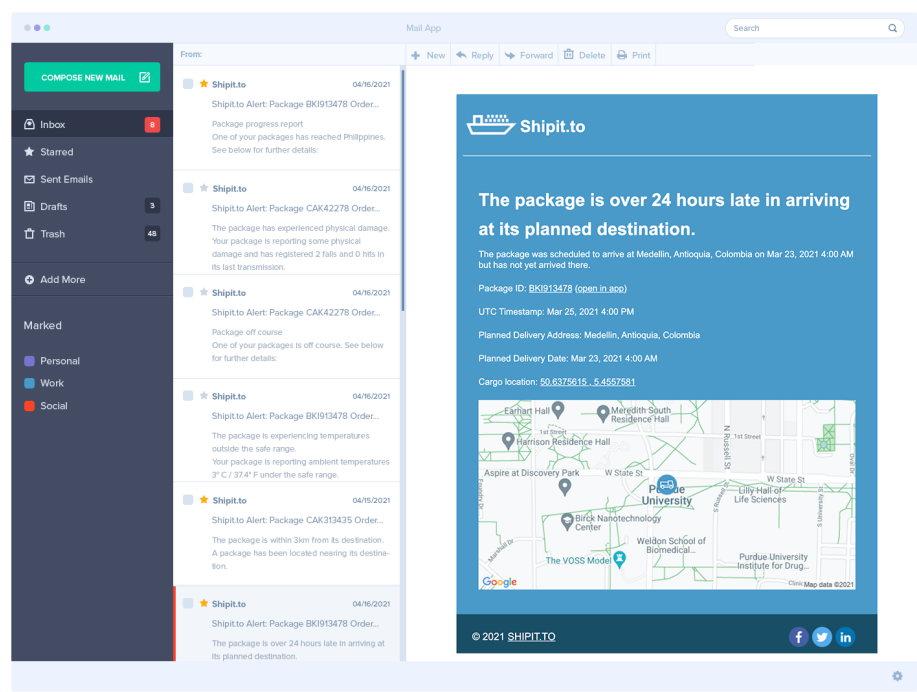 Mail App
Search
COMPOSE NEW MAIL
Inbox
8
Starred
Sent Emails
Drafts
3
Trash
48
Add More
Marked
Personal
Work
Social
From:
New
Reply
Forward
Delete
Print
Shipit.to
04/16/2021
Shipit.to Alert: Package BKI913478 Order...
Package progress report
One of your packages has reached Philippines.
See below for further details:
Shipit.to
04/16/2021
Shipit.to Alert: Package CAK42278 Order...
The package has experienced physical damage.
Your package is reporting some physical
damage and has registered 2 falls and 0 hits in
its last transmission.
Shipit.to
04/16/2021
Shipit.to Alert: Package CAK42278 Order...
Package off course
One of your packages is off course. See below
for further details:
Shipit.to
04/16/2021
Shipit.to Alert: Package BKI913478 Order...
The package is experiencing temperatures
outside the safe range.
Your package is reporting ambient temperatures
3° C / 37.4° F under the safe range.
Shipit.to
04/15/2021
Shipit.to Alert: Package CAK313435 Order...
The package is within 3km from its destination.
A package has been located nearing its destina-
tion.
Shipit.to
04/16/2021
Shipit.to Alert: Package BKI913478 Order...
The package is over 24 hours late in arriving at
its planned destination.
Shipit.to
The package is over 24 hours late in arriving
at its planned destination.
The package was scheduled to arrive at Medellin, Antioquia, Colombia on Mar 23, 2021 4:00 AM
but has not yet arrived there.
Package ID: BKI913478 (open in app)
UTC Timestamp: Mar 25, 2021 4:00 PM
Planned Delivery Address: Medellin, Antioquia, Colombia
Planned Delivery Date: Mar 23, 2021 4:00 AM
Cargo location: 50.6375615 , 5.4557581
Earhart Hall
Meredith South
Residence Hall
1st Street
Harrison Residence Hall
N Russell St
1st Street
Oval Dr
Aspire at Discovery Park
W State St
W State St
Purdue
University
S Russell St
Lilly Hall of
Life Sciences
S University St
Birck Nanotechnology
Center
Marshall Dr
Weldon School of
Biomedical...
The VOSS Model
Purdue University
Institute for Drug...
Google
Map data ©2021
© 2021 SHIPIT.TO
f
in